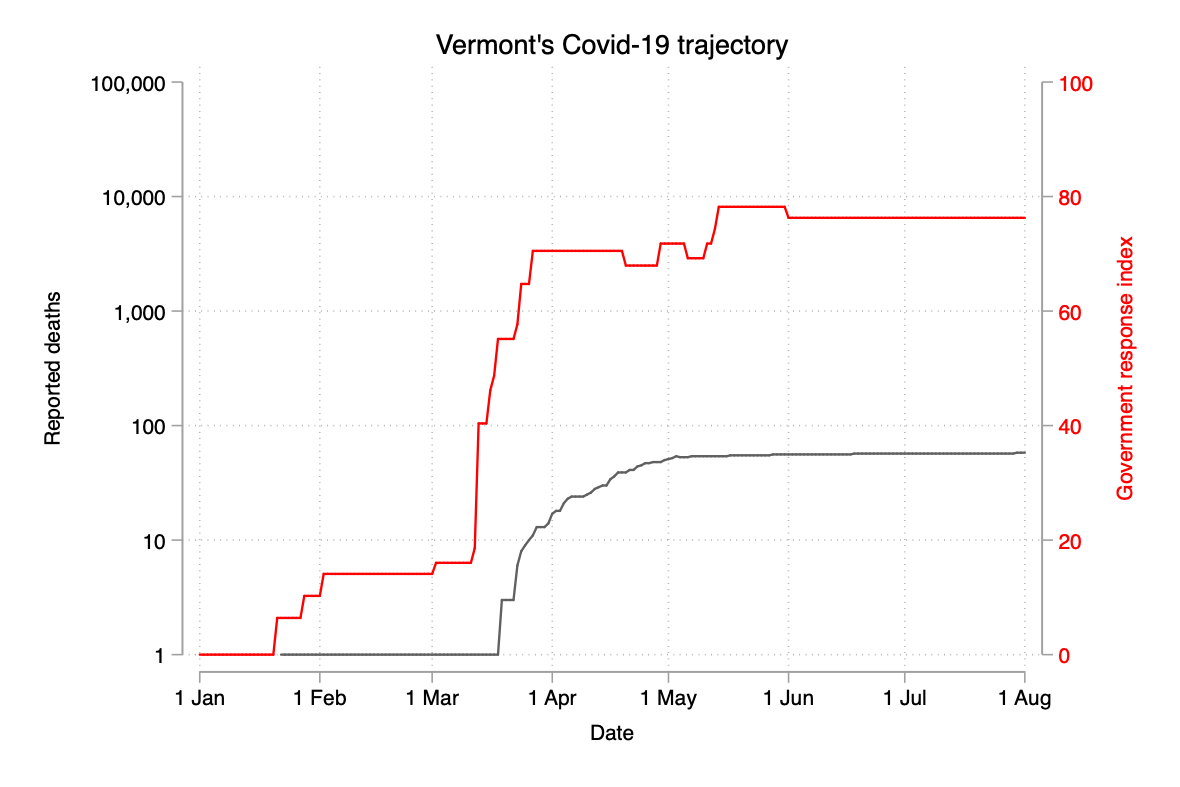 Vermont's Covid-19 trajectory
100,000
10,000
1,000
100
10
1
Reported deaths
100
80
60
40
20
0
Government response index
1 Jan 1 Feb 1 Mar 1 Apr 1 May 1 Jun 1 Jul 1 Aug
Date